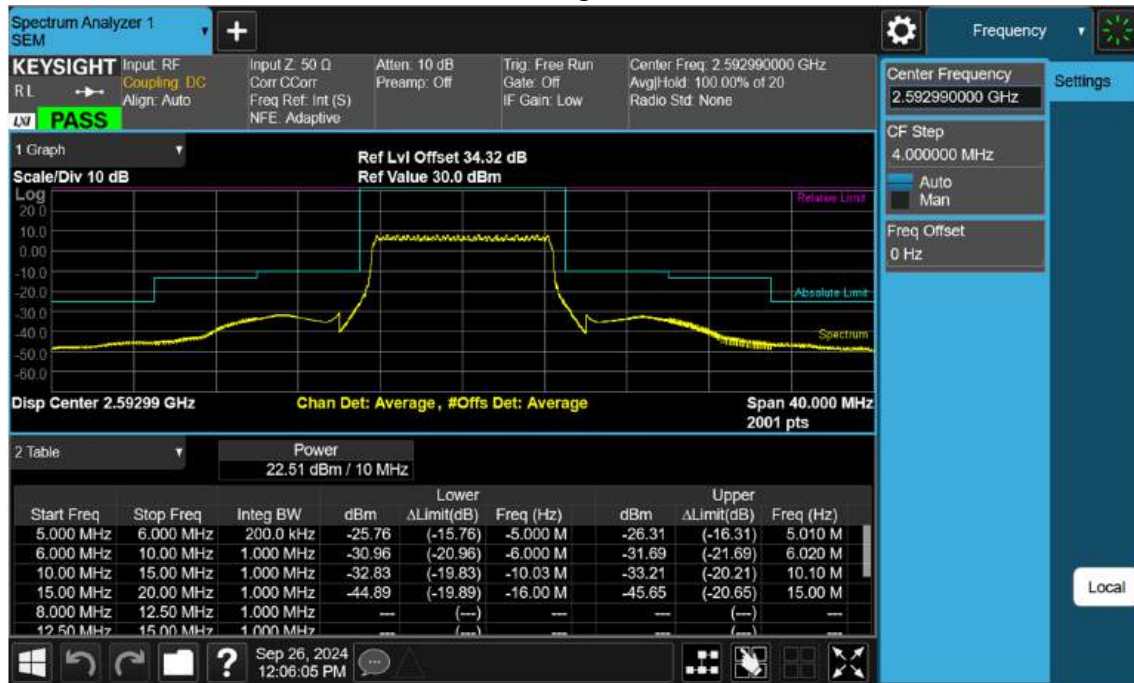 Spectrum Analyzer 1
SEM
+
Frequency
KEYSIGHT
RL
LXI
PASS
Input: RF
Coupling: DC
Align: Auto
Input Z: 50 Ω
Corr CCorr
Freq Ref: Int (S)
NFE: Adaptive
Atten: 10 dB
Preamp: Off
Trig: Free Run
Gate: Off
IF Gain: Low
Center Freq: 2.592990000 GHz
Avg|Hold: 100.00% of 20
Radio Std: None
Center Frequency
2.592990000 GHz
Settings
CF Step
4.000000 MHz
Auto
Man
Freq Offset
0 Hz
Local
1 Graph
Scale/Div 10 dB
Ref Lvl Offset 34.32 dB
Ref Value 30.0 dBm
Log
20.0
10.0
0.00
-10.0
-20.0
-30.0
-40.0
-50.0
-60.0
Relative Limit
Absolute Limit
Spectrum
Disp Center 2.59299 GHz
Chan Det: Average, #Offs Det: Average
Span 40.000 MHz
2001 pts
2 Table
Power
22.51 dBm / 10 MHz
Lower Upper
Start Freq Stop Freq Integ BW dBm ΔLimit(dB) Freq (Hz) dBm ΔLimit(dB) Freq (Hz)
5.000 MHz 6.000 MHz 200.0 kHz -25.76 (-15.76) -5.000 M -26.31 (-16.31) 5.010 M
6.000 MHz 10.00 MHz 1.000 MHz -30.96 (-20.96) -6.000 M -31.69 (-21.69) 6.020 M
10.00 MHz 15.00 MHz 1.000 MHz -32.83 (-19.83) -10.03 M -33.21 (-20.21) 10.10 M
15.00 MHz 20.00 MHz 1.000 MHz -44.89 (-19.89) -16.00 M -45.65 (-20.65) 15.00 M
8.000 MHz 12.50 MHz 1.000 MHz --- (---) --- --- (---) ---
12.50 MHz 15.00 MHz 1.000 MHz --- (---) --- --- (---) ---
?
Sep 26, 2024
12:06:05 PM